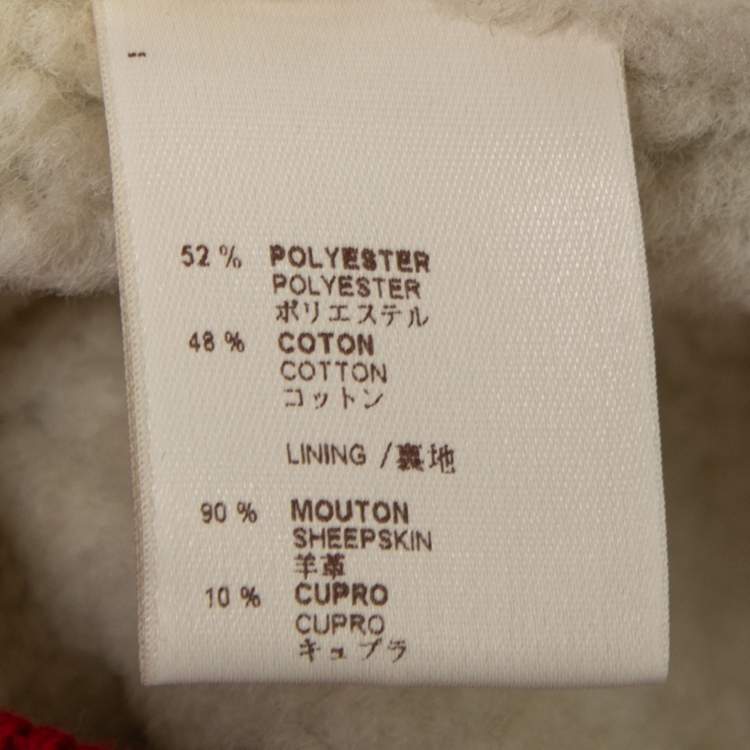 52 % POLYESTER
POLYESTER
ポリエステル
48 % COTON
COTTON
コットン
LINING / 裏地
90 % MOUTON
SHEEPSKIN
羊革
10 % CUPRO
CUPRO
キュプラ